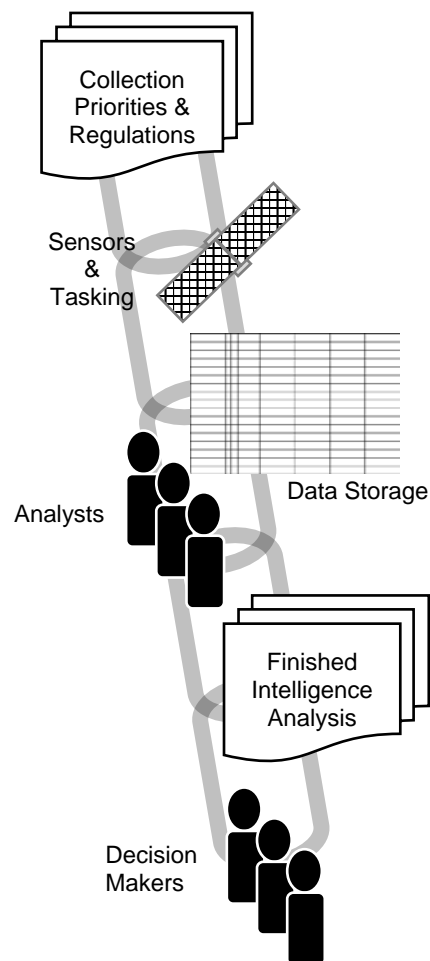 Collection
Priorities &
Regulations
Sensors
&
Tasking
Data Storage
Analysts
Finished
Intelligence
Analysis
Decision
Makers